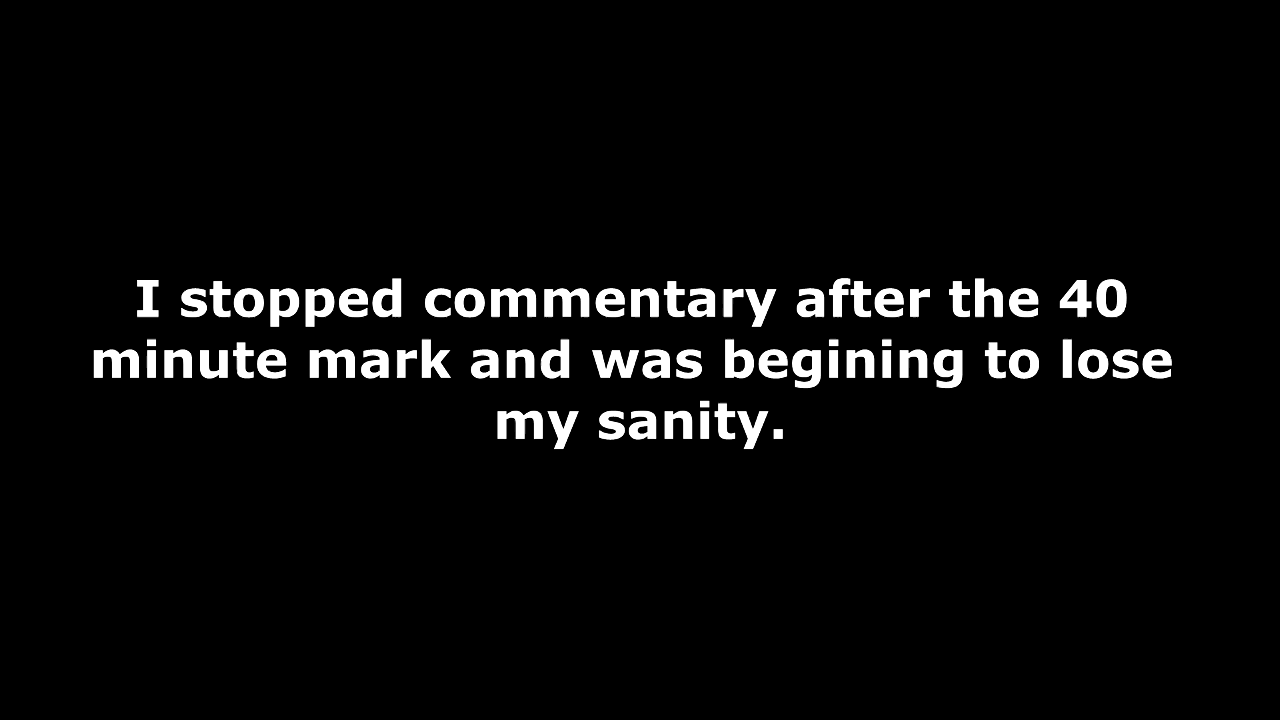 I stopped commentary after the 40
minute mark and was begining to lose
my sanity.